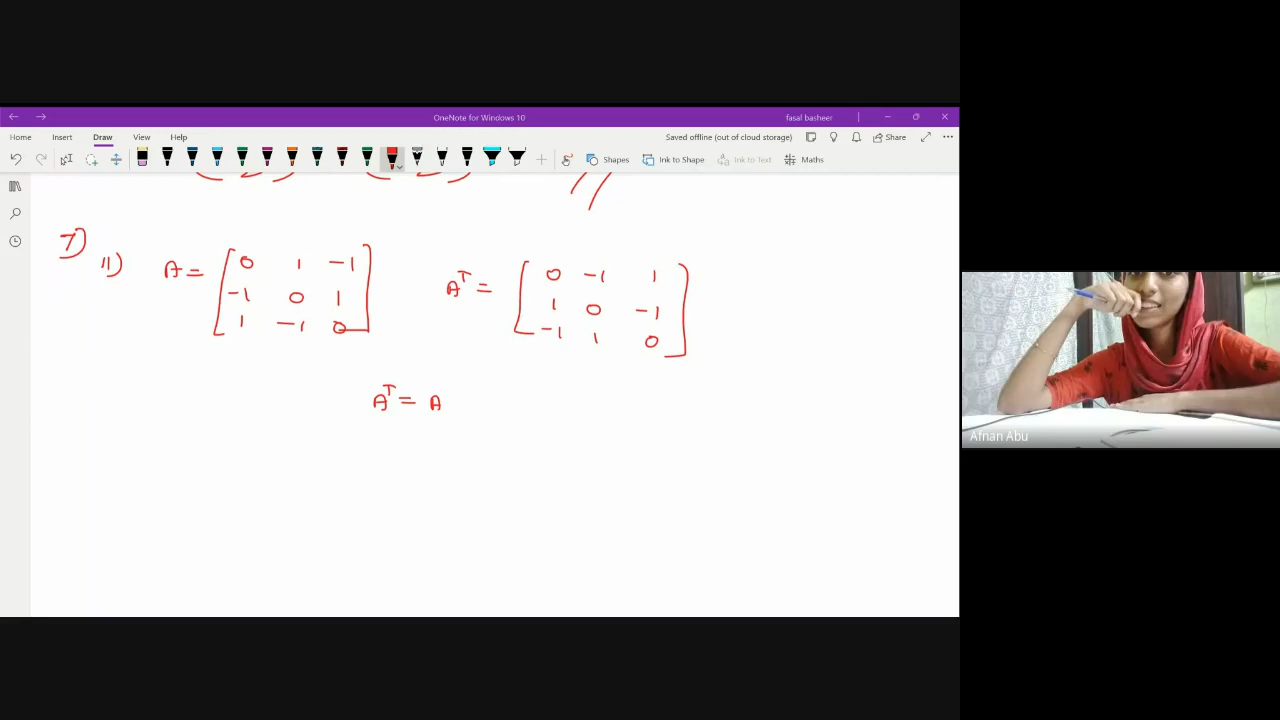 OneNote for Windows 10
fasal basheer
Home Insert Draw View Help
Saved offline (out of cloud storage)
Share
Shapes
Ink to Shape
Ink to Text
Maths
7)
11) A = [ 0 1 -1
-1 0 1
1 -1 0 ]
Aᵀ = [ 0 -1 1
1 0 -1
-1 1 0 ]
Aᵀ = A
Afnan Abu